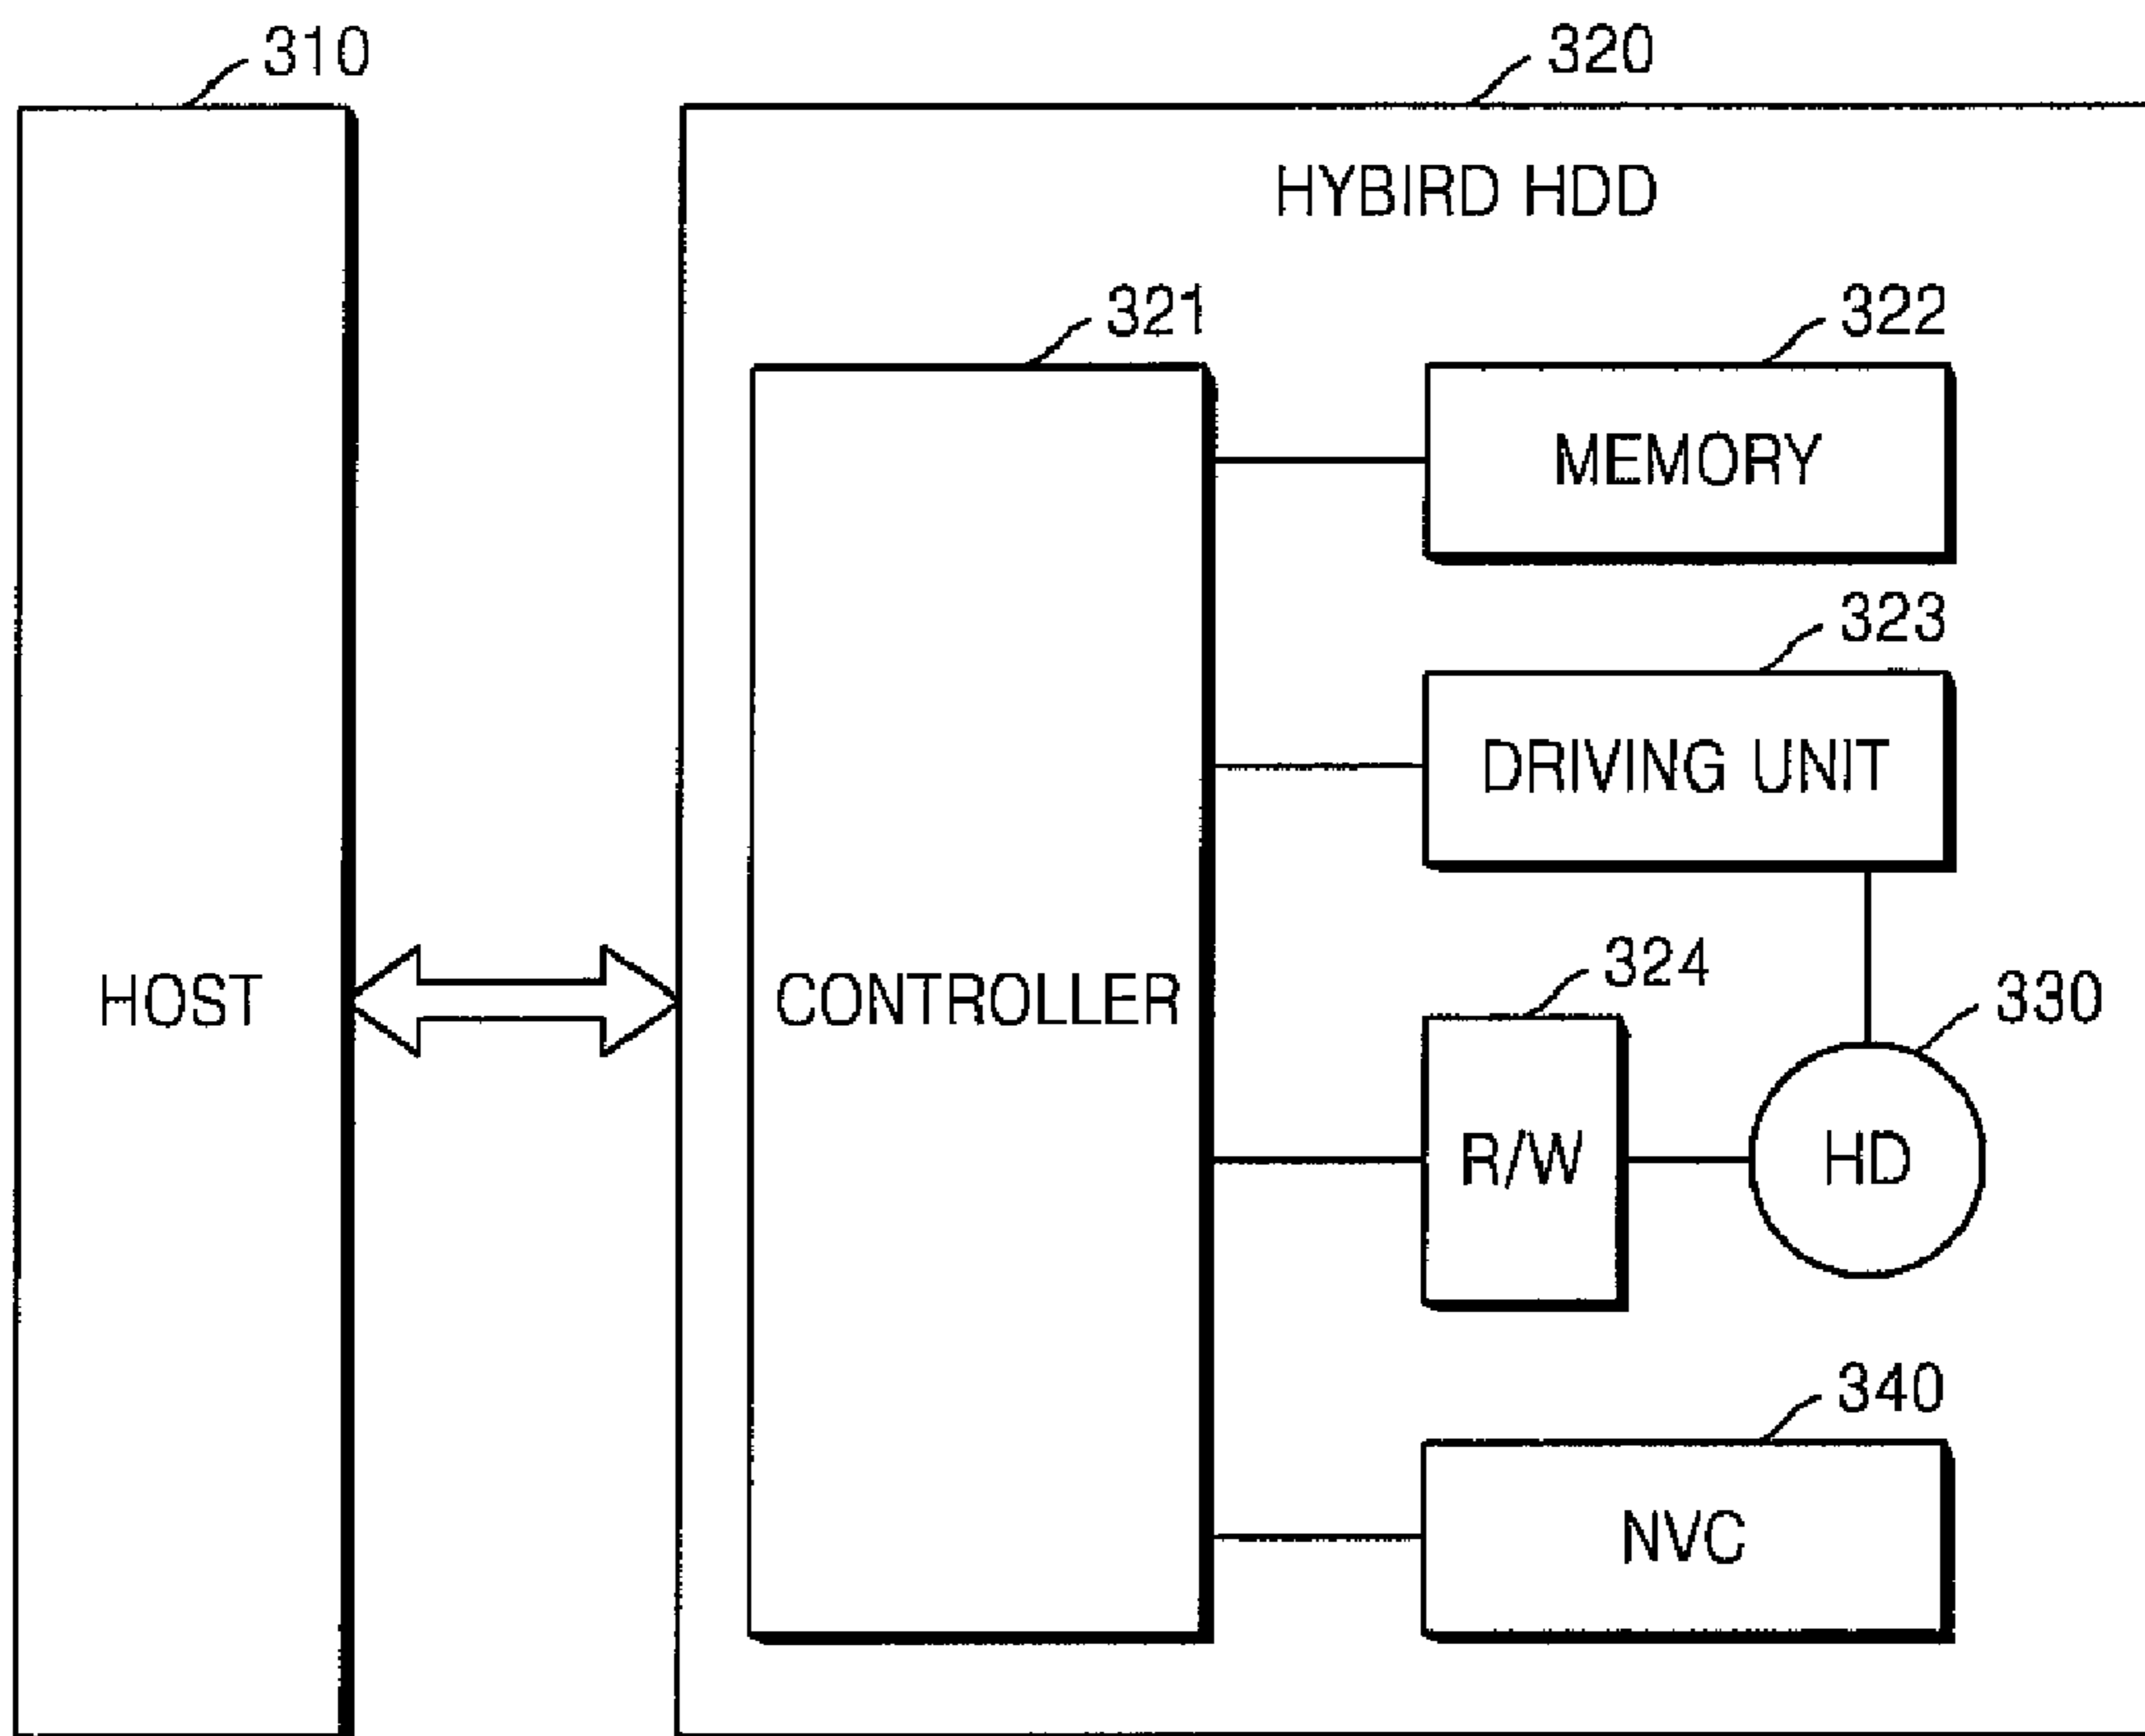 310
320
HYBIRD HDD
321
322
MEMORY
323
DRIVING UNIT
HOST
CONTROLLER
324
330
R/W
HD
340
NVC